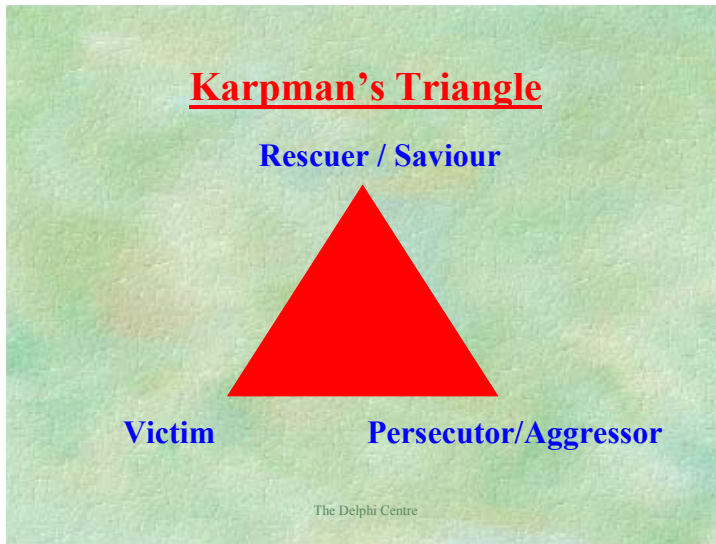 Karpman's Triangle
Rescuer / Saviour
Victim Persecutor/Aggressor
The Delphi Centre